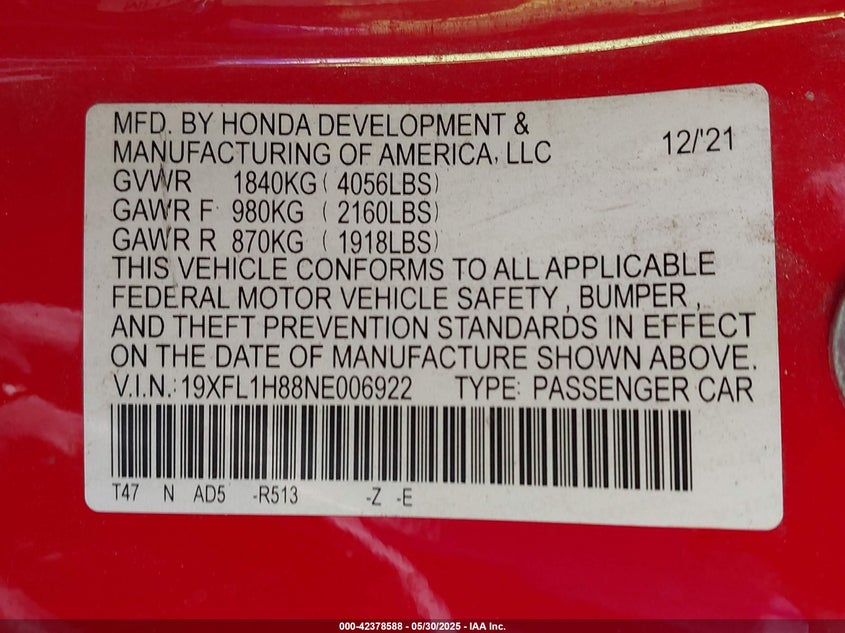 MFD. BY HONDA DEVELOPMENT &
MANUFACTURING OF AMERICA, LLC 12/'21
GVWR 1840KG ( 4056LBS)
GAWR F 980KG ( 2160LBS)
GAWR R 870KG ( 1918LBS)
THIS VEHICLE CONFORMS TO ALL APPLICABLE
FEDERAL MOTOR VEHICLE SAFETY , BUMPER ,
AND THEFT PREVENTION STANDARDS IN EFFECT
ON THE DATE OF MANUFACTURE SHOWN ABOVE.
V.I.N.: 19XFL1H88NE006922 TYPE: PASSENGER CAR
T47 N AD5 -R513 -Z -E
000-42378588 - 05/30/2025 - IAA Inc.